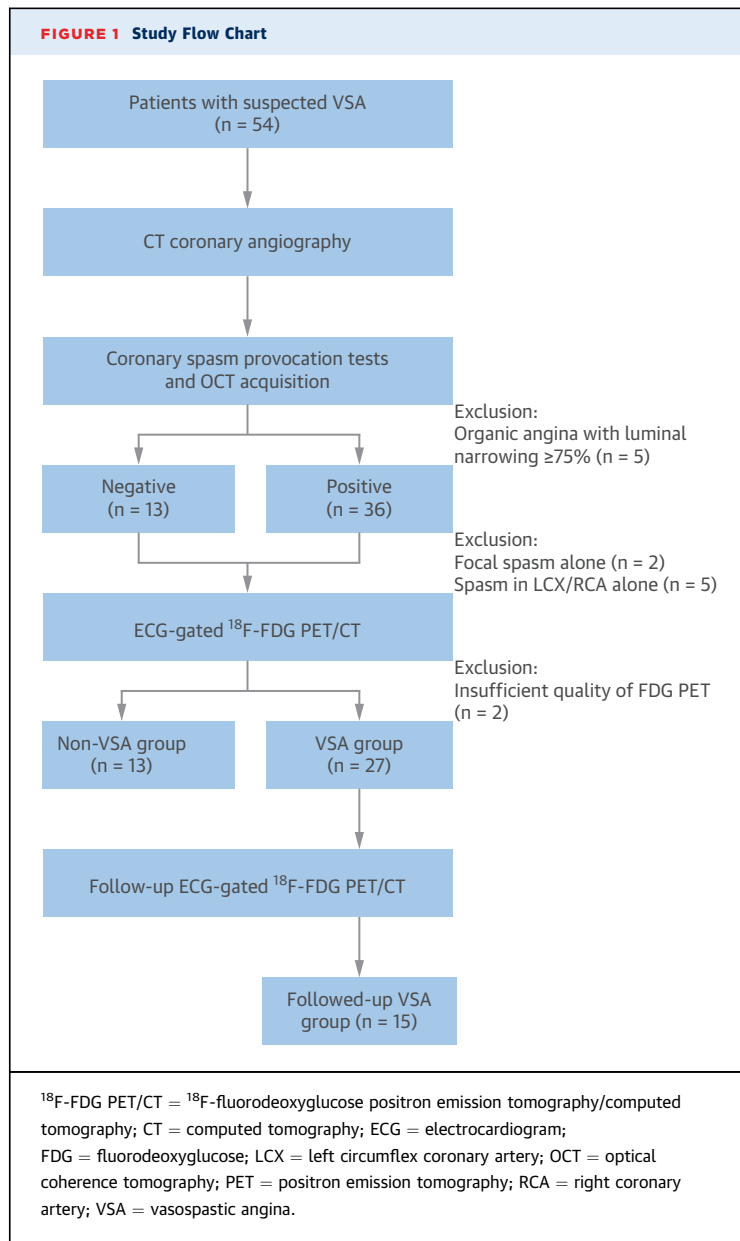 FIGURE 1 Study Flow Chart
Patients with suspected VSA
(n = 54)
CT coronary angiography
Coronary spasm provocation tests
and OCT acquisition
Exclusion:
Organic angina with luminal
narrowing ≥75% (n = 5)
Negative
(n = 13)
Positive
(n = 36)
Exclusion:
Focal spasm alone (n = 2)
Spasm in LCX/RCA alone (n = 5)
ECG-gated ¹⁸F-FDG PET/CT
Exclusion:
Insufficient quality of FDG PET
(n = 2)
Non-VSA group
(n = 13)
VSA group
(n = 27)
Follow-up ECG-gated ¹⁸F-FDG PET/CT
Followed-up VSA
group (n = 15)
¹⁸F-FDG PET/CT = ¹⁸F-fluorodeoxyglucose positron emission tomography/computed
tomography; CT = computed tomography; ECG = electrocardiogram;
FDG = fluorodeoxyglucose; LCX = left circumflex coronary artery; OCT = optical
coherence tomography; PET = positron emission tomography; RCA = right coronary
artery; VSA = vasospastic angina.